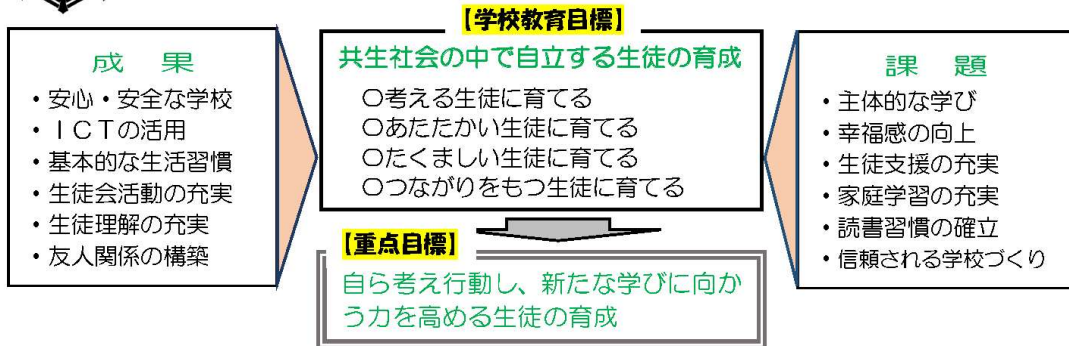 成　果
・安心・安全な学校
・ＩＣＴの活用
・基本的な生活習慣
・生徒会活動の充実
・生徒理解の充実
・友人関係の構築
【学校教育目標】
共生社会の中で自立する生徒の育成
〇考える生徒に育てる
〇あたたかい生徒に育てる
〇たくましい生徒に育てる
〇つながりをもつ生徒に育てる
【重点目標】
自ら考え行動し、新たな学びに向か
う力を高める生徒の育成
課　題
・主体的な学び
・幸福感の向上
・生徒支援の充実
・家庭学習の充実
・読書習慣の確立
・信頼される学校づくり